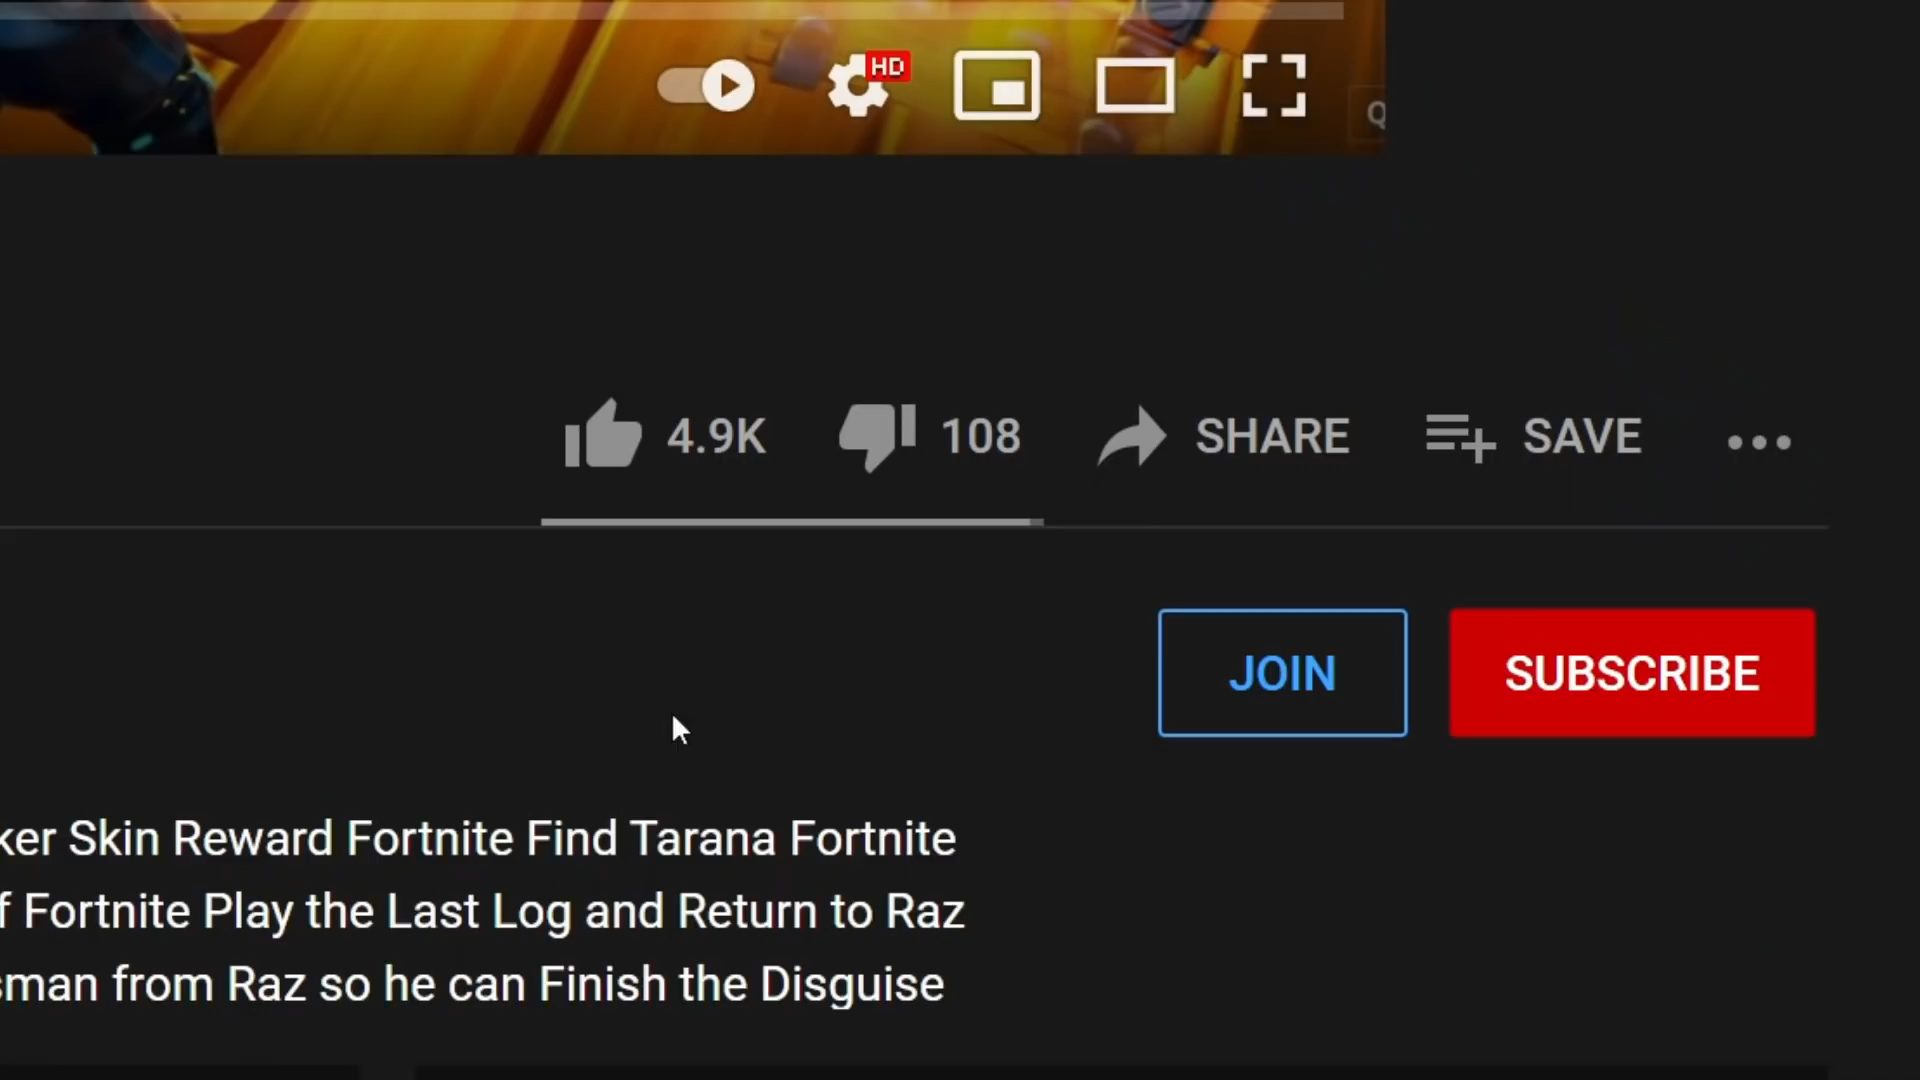 HD
4.9K 108 SHARE SAVE
JOIN SUBSCRIBE
ker Skin Reward Fortnite Find Tarana Fortnite
f Fortnite Play the Last Log and Return to Raz
sman from Raz so he can Finish the Disguise